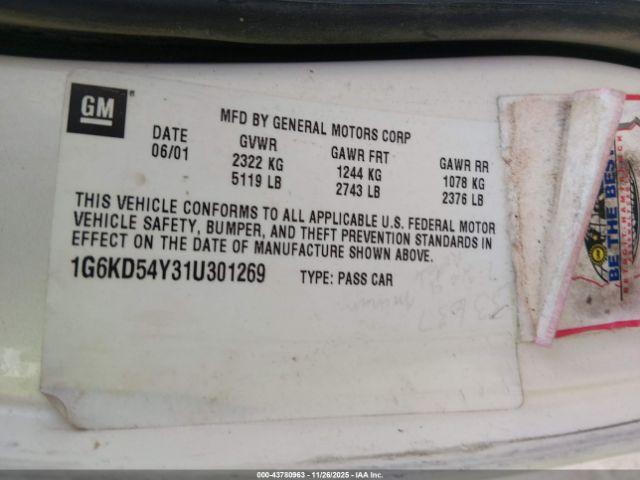 GM
MFD BY GENERAL MOTORS CORP
DATE GVWR GAWR FRT GAWR RR
06/01 2322 KG 1244 KG 1078 KG
5119 LB 2743 LB 2376 LB
THIS VEHICLE CONFORMS TO ALL APPLICABLE U.S. FEDERAL MOTOR
VEHICLE SAFETY, BUMPER, AND THEFT PREVENTION STANDARDS IN
EFFECT ON THE DATE OF MANUFACTURE SHOWN ABOVE.
1G6KD54Y31U301269 TYPE: PASS CAR
BE THE BEST
000-43780963 | 11/26/2025 - IAA